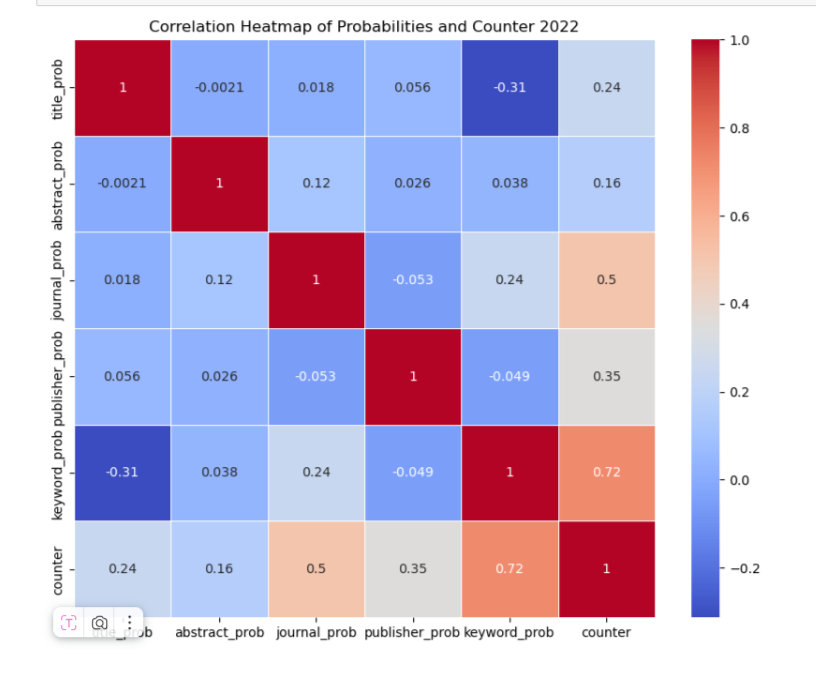 Correlation Heatmap of Probabilities and Counter 2022
title_prob 1 -0.0021 0.018 0.056 -0.31 0.24
abstract_prob -0.0021 1 0.12 0.026 0.038 0.16
journal_prob 0.018 0.12 1 -0.053 0.24 0.5
publisher_prob 0.056 0.026 -0.053 1 -0.049 0.35
keyword_prob -0.31 0.038 0.24 -0.049 1 0.72
counter 0.24 0.16 0.5 0.35 0.72 1
abstract_prob journal_prob publisher_prob keyword_prob counter
1.0
0.8
0.6
0.4
0.2
0.0
−0.2
T